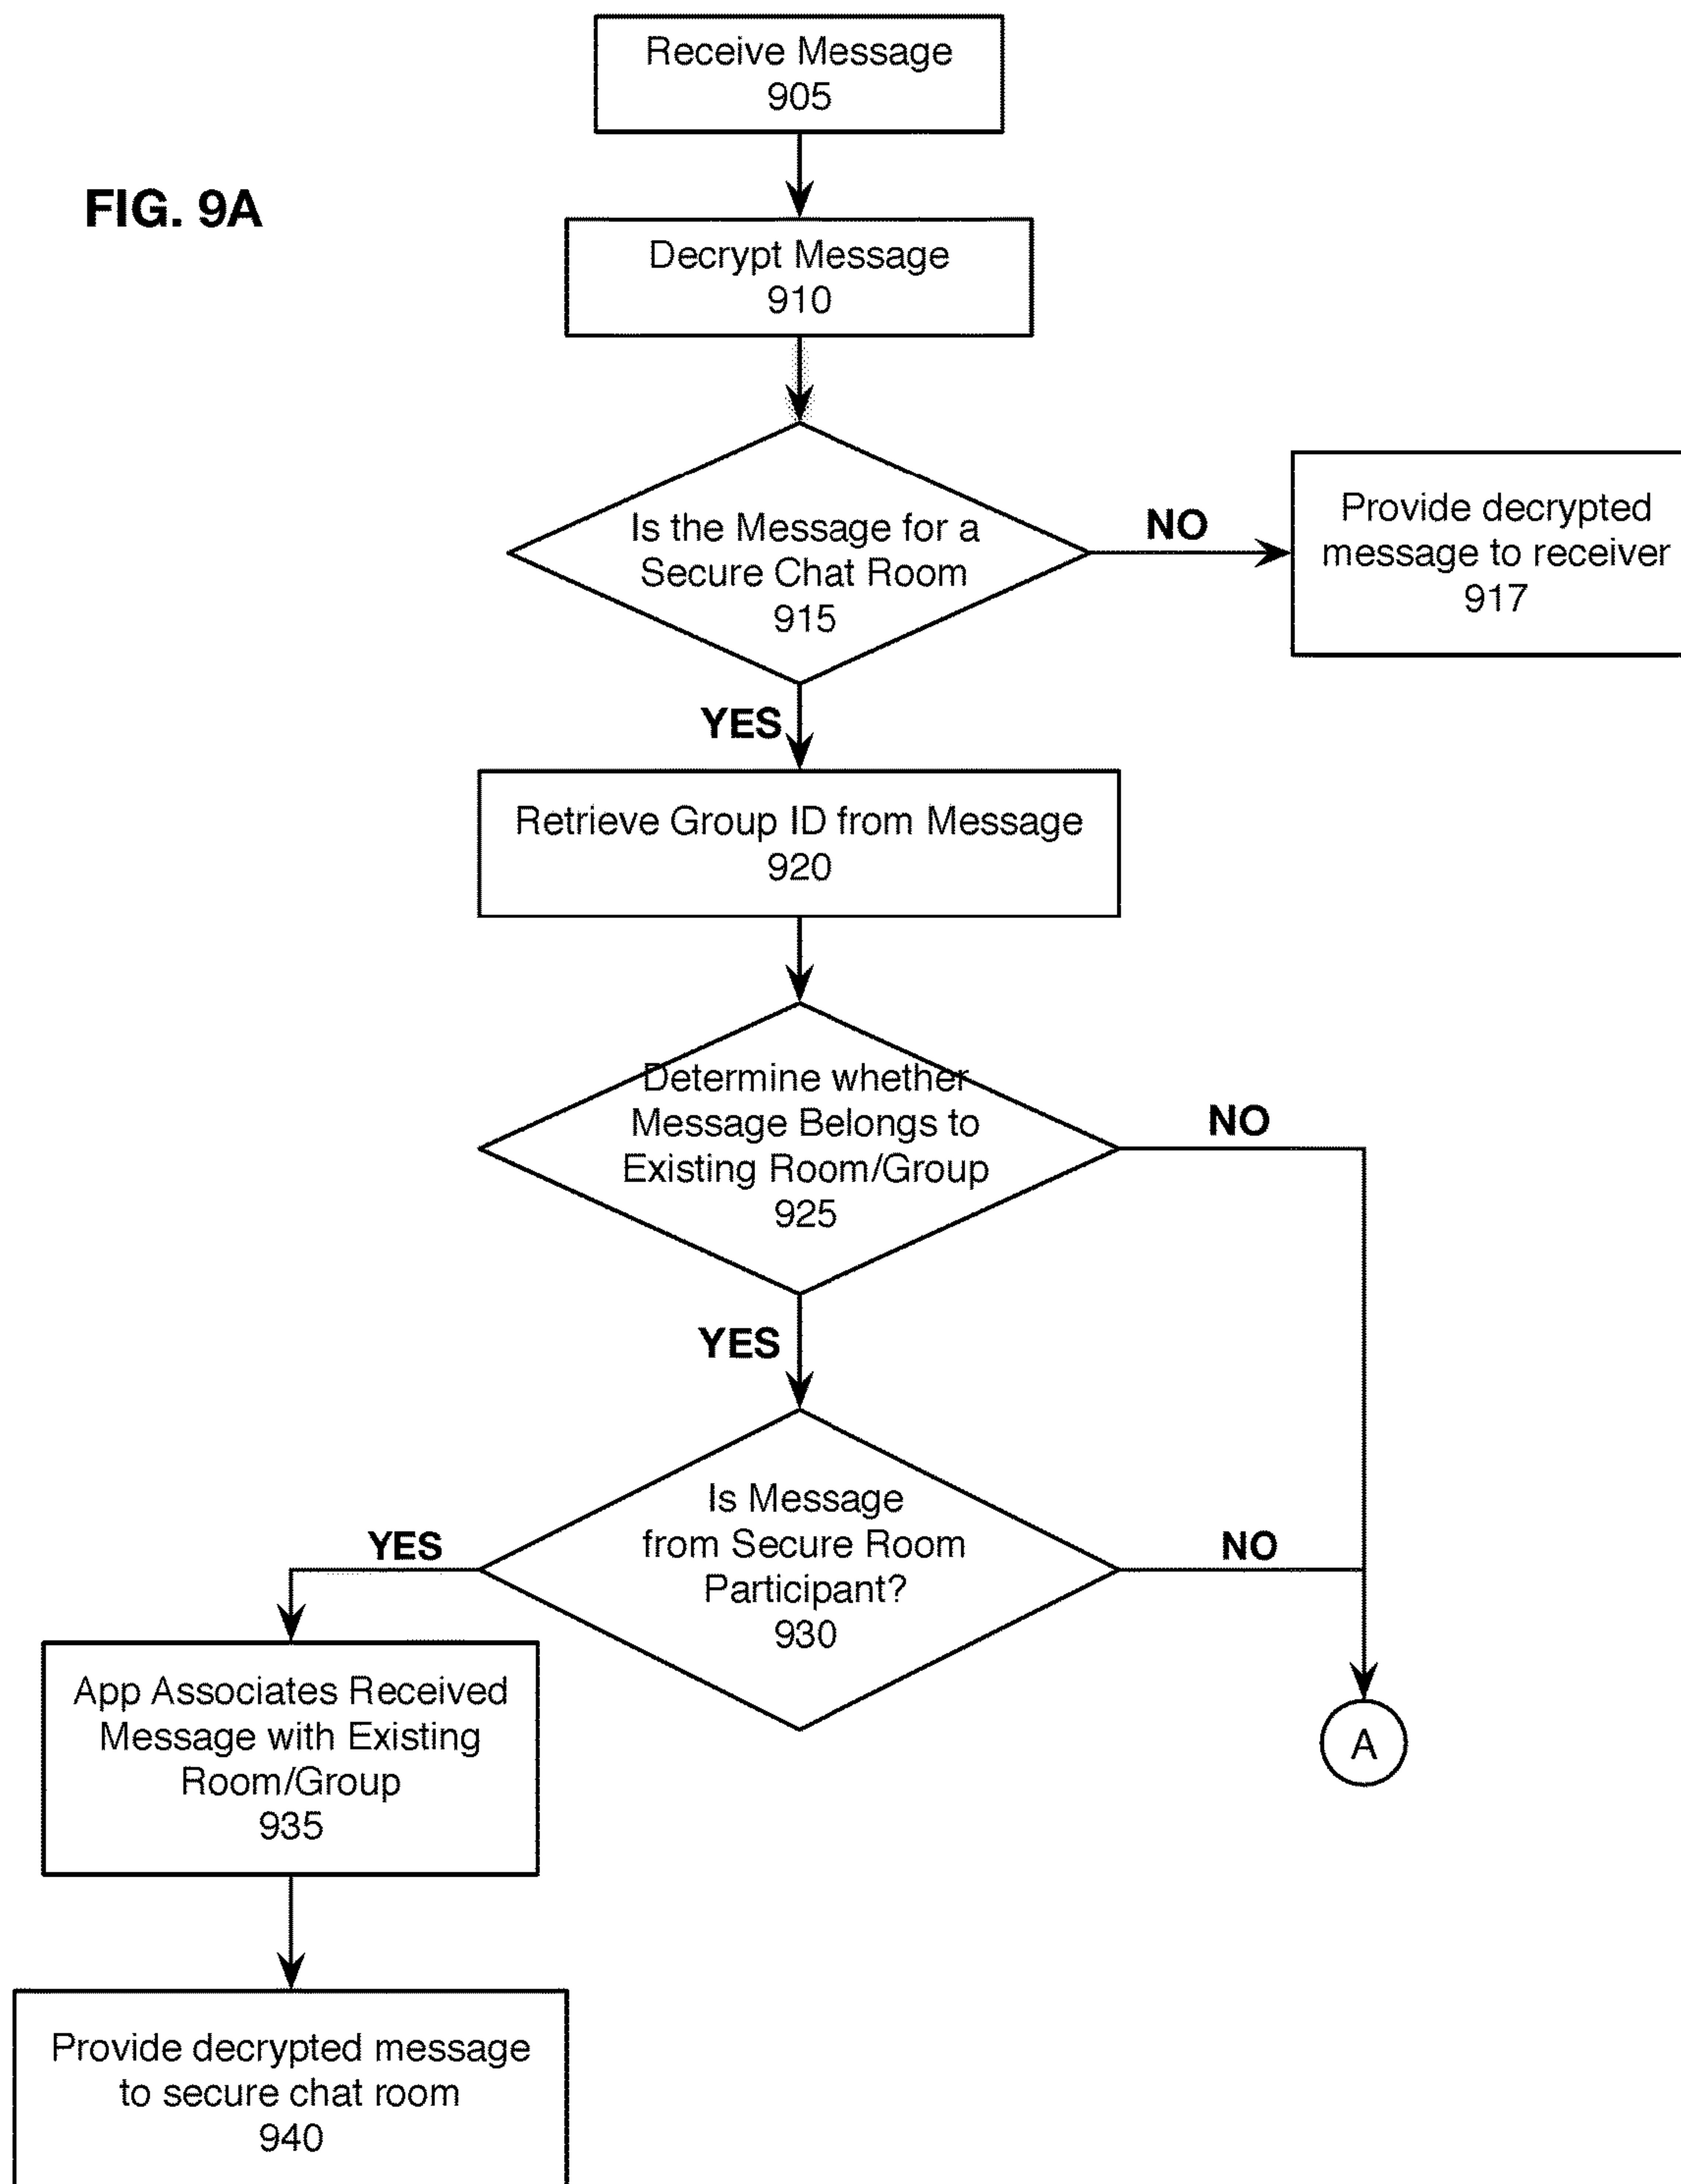 Receive Message
905
FIG. 9A
Decrypt Message
910
Is the Message for a
Secure Chat Room
915
NO
Provide decrypted
message to receiver
917
YES
Retrieve Group ID from Message
920
Determine whether
Message Belongs to
Existing Room/Group
925
NO
YES
Is Message
from Secure Room
Participant?
930
YES
NO
App Associates Received
Message with Existing
Room/Group
935
A
Provide decrypted message
to secure chat room
940